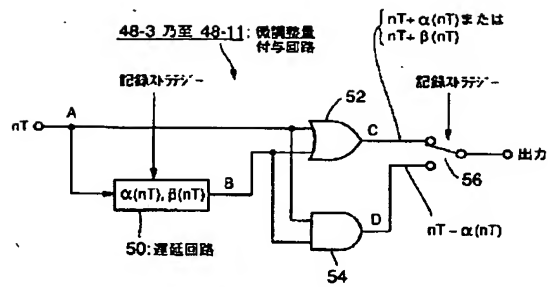 48-3 乃至 48-11: 微調整量
付与回路
nT+α(nT)または
nT+β(nT)
記録ストラテジー
記録ストラテジー
52
nT
A
C
出力
56
α(nT), β(nT)
B
D
nT-α(nT)
50:遅延回路
54